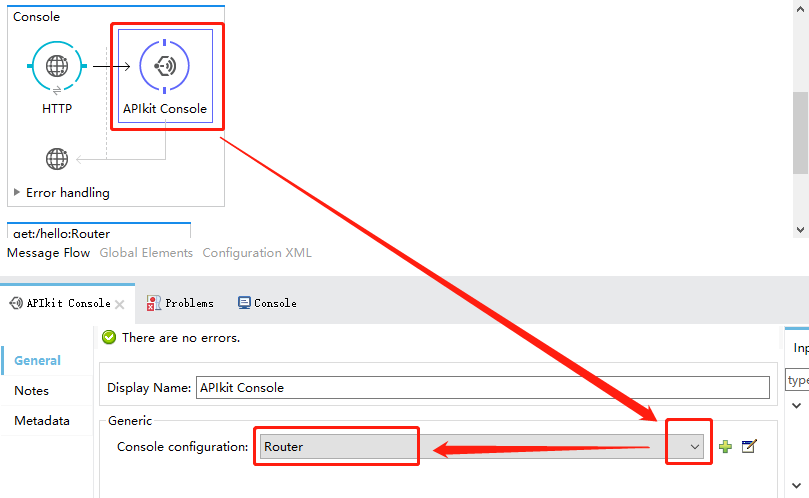 Console
HTTP
APIkit Console
Error handling
get:/hello:Router
Message Flow Global Elements Configuration XML
APIkit Console Problems Console
There are no errors.
General
Notes
Metadata
Display Name: APIkit Console
Generic
Console configuration: Router
Inp
type